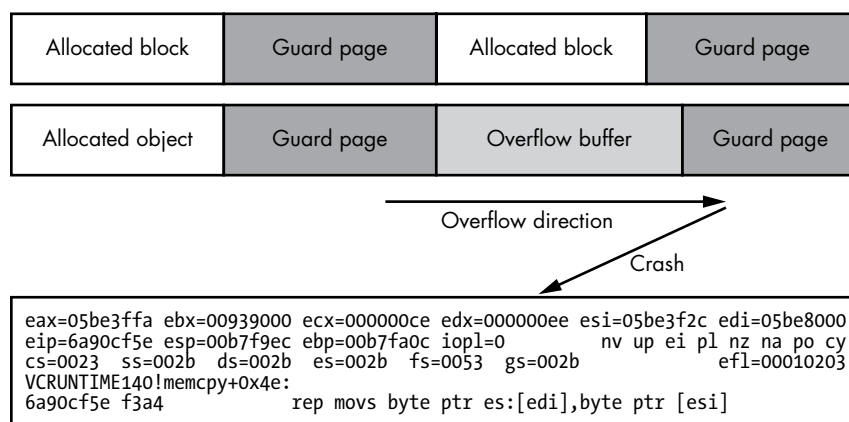 Allocated block Guard page Allocated block Guard page
Allocated object Guard page Overflow buffer Guard page
Overflow direction
Crash
eax=05be3ffa ebx=00939000 ecx=000000ce edx=000000ee esi=05be3f2c edi=05be8000
eip=6a90cf5e esp=00b7f9ec ebp=00b7fa0c iopl=0 nv up ei pl nz na po cy
cs=0023 ss=002b ds=002b es=002b fs=0053 gs=002b efl=00010203
VCRUNTIME140!memcpy+0x4e:
6a90cf5e f3a4 rep movs byte ptr es:[edi],byte ptr [esi]